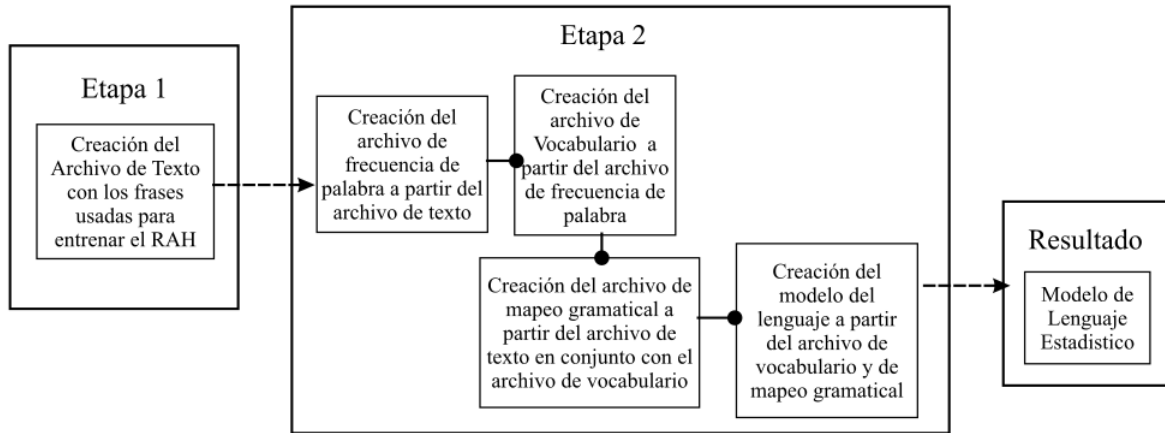 Etapa 1
Creación del
Archivo de Texto
con los frases
usadas para
entrenar el RAH
Etapa 2
Creación del
archivo de
frecuencia de
palabra a partir del
archivo de texto
Creación del
archivo de
Vocabulario a
partir del archivo
de frecuencia de
palabra
Creación del archivo de
mapeo gramatical a
partir del archivo de
texto en conjunto con el
archivo de vocabulario
Creación del
modelo del
lenguaje a partir
del archivo de
vocabulario y de
mapeo gramatical
Resultado
Modelo de
Lenguaje
Estadistico